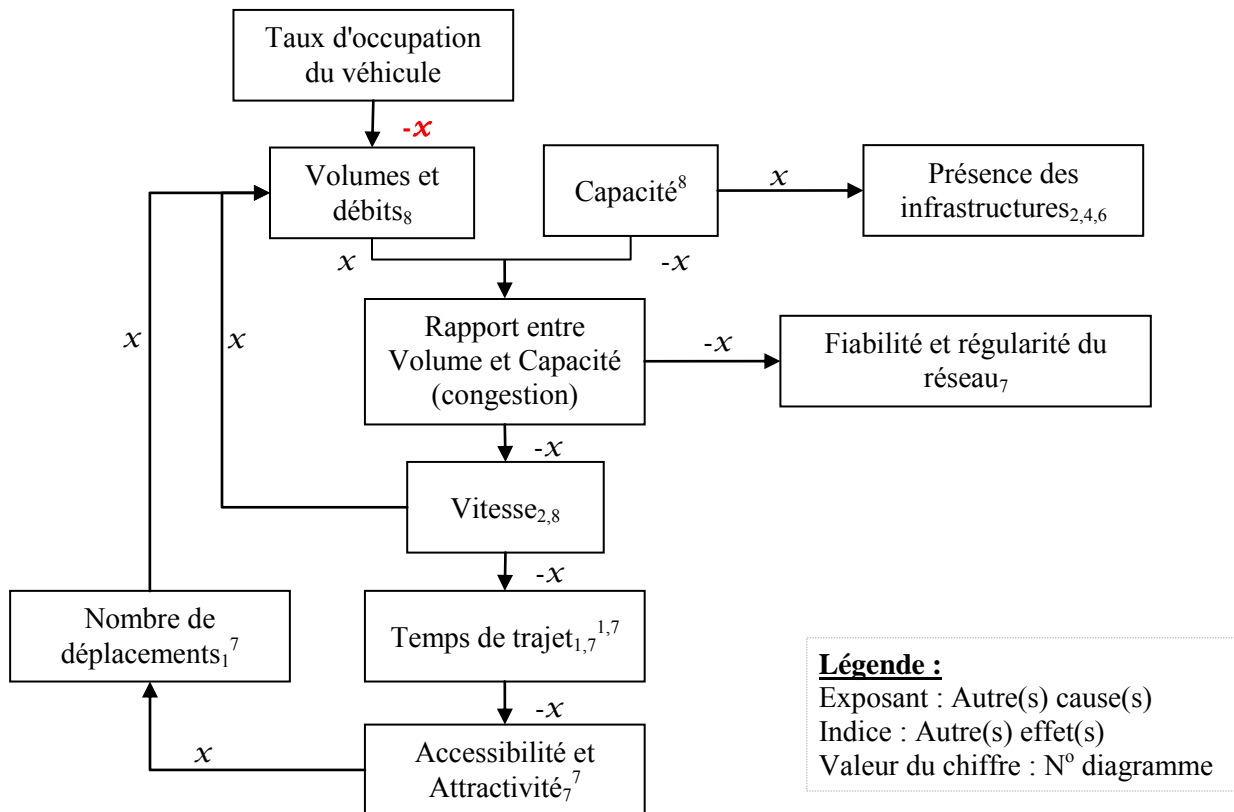 Taux d'occupation
du véhicule
-x
Volumes et
débits₈
Capacité⁸
x
Présence des
infrastructures₂,₄,₆
x
-x
x
x
Rapport entre
Volume et Capacité
(congestion)
-x
Fiabilité et régularité du
réseau₇
-x
Vitesse₂,₈
-x
Nombre de
déplacements₁⁷
Temps de trajet₁,₇¹,⁷
-x
x
Accessibilité et
Attractivité₇⁷
Légende :
Exposant : Autre(s) cause(s)
Indice : Autre(s) effet(s)
Valeur du chiffre : Nº diagramme